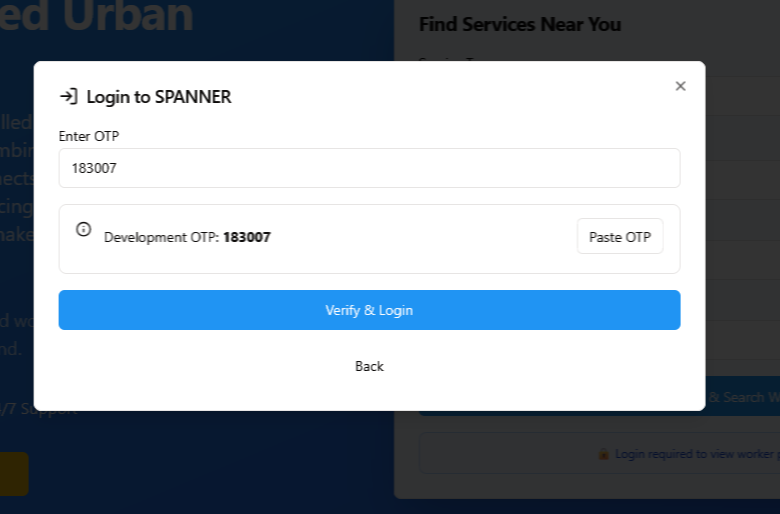 ed Urban
Find Services Near You
Login to SPANNER
Enter OTP
183007
Development OTP: 183007
Paste OTP
Verify & Login
Back
/7 Support
& Search W
Login required to view worker p